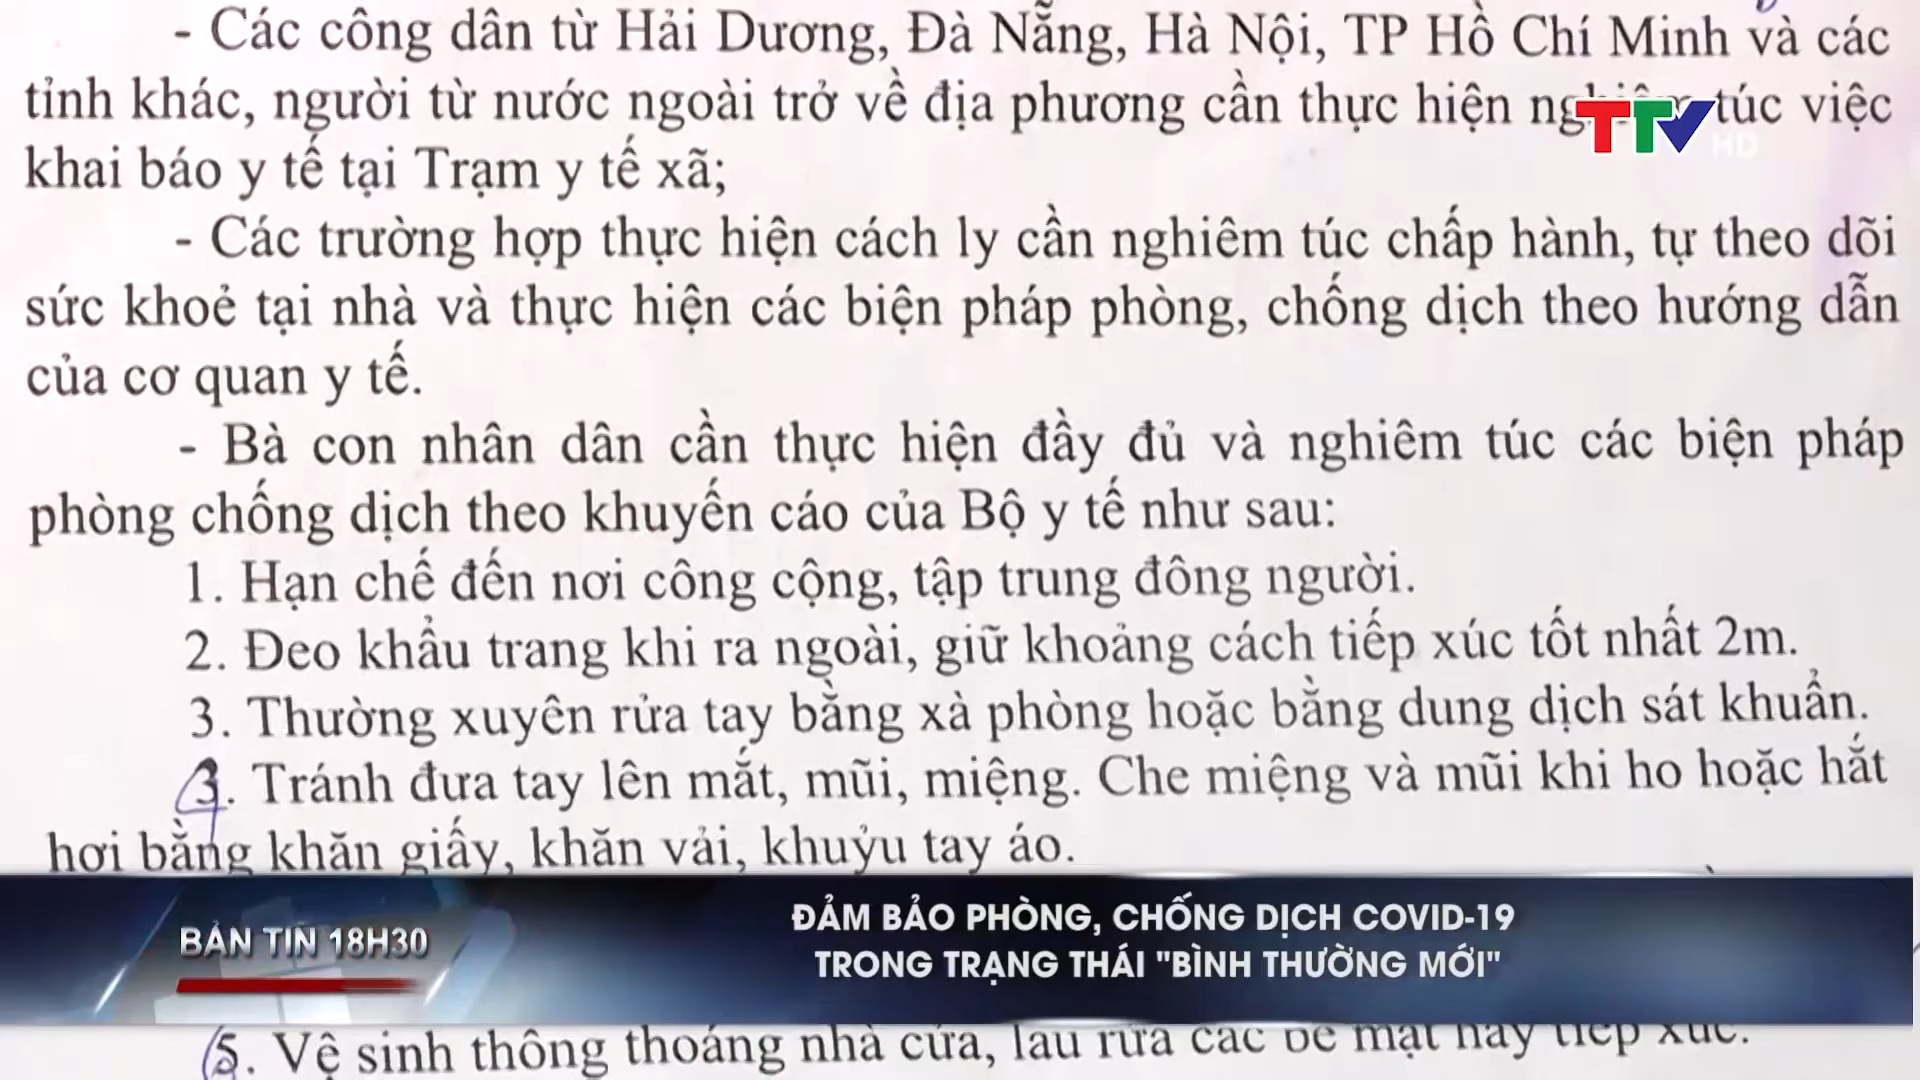 - Các công dân từ Hải Dương, Đà Nẵng, Hà Nội, TP Hồ Chí Minh và các
tỉnh khác, người từ nước ngoài trở về địa phương cần thực hiện túc việc
TTV HD
khai báo y tế tại Trạm y tế xã;
- Các trường hợp thực hiện cách ly cần nghiêm túc chấp hành, tự theo dõi
sức khoẻ tại nhà và thực hiện các biện pháp phòng, chống dịch theo hướng dẫn
của cơ quan y tế.
- Bà con nhân dân cần thực hiện đầy đủ và nghiêm túc các biện pháp
phòng chống dịch theo khuyến cáo của Bộ y tế như sau:
1. Hạn chế đến nơi công cộng, tập trung đông người.
2. Đeo khẩu trang khi ra ngoài, giữ khoảng cách tiếp xúc tốt nhất 2m.
3. Thường xuyên rửa tay bằng xà phòng hoặc bằng dung dịch sát khuẩn.
3. Tránh đưa tay lên mắt, mũi, miệng. Che miệng và mũi khi ho hoặc hắt
hơi bằng khăn giấy, khăn vải, khuỷu tay áo.
BẢN TIN 18H30
ĐẢM BẢO PHÒNG, CHỐNG DỊCH COVID-19
TRONG TRẠNG THÁI "BÌNH THƯỜNG MỚI"
5. Vệ sinh thông thoáng nhà cửa, lau rửa các bề mặt hay tiếp xúc.